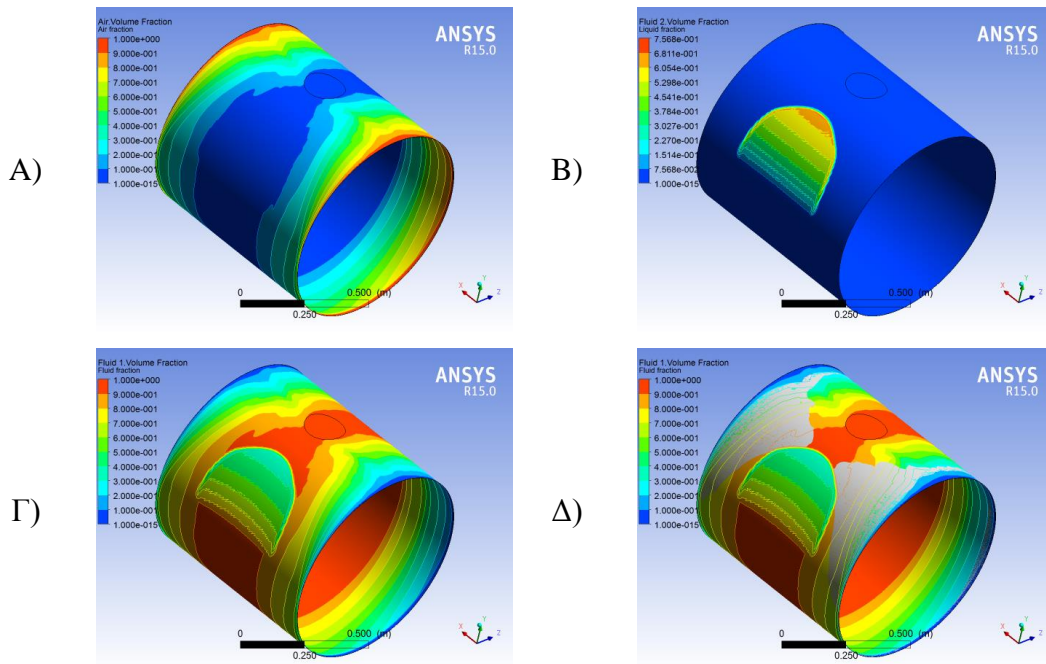 Α)
Air.Volume Fraction
Air fraction
1.000e+000
9.000e-001
8.000e-001
7.000e-001
6.000e-001
5.000e-001
4.000e-001
3.000e-001
2.000e-001
1.000e-001
1.000e-015
ANSYS
R15.0
0 0.500 (m)
0.250
Y
X Z
Β)
Fluid 2.Volume Fraction
Liquid fraction
7.568e-001
6.811e-001
6.054e-001
5.298e-001
4.541e-001
3.784e-001
3.027e-001
2.270e-001
1.514e-001
7.568e-002
1.000e-015
ANSYS
R15.0
0 0.500 (m)
0.250
Y
X Z
Γ)
Fluid 1.Volume Fraction
Fluid fraction
1.000e+000
9.000e-001
8.000e-001
7.000e-001
6.000e-001
5.000e-001
4.000e-001
3.000e-001
2.000e-001
1.000e-001
1.000e-015
ANSYS
R15.0
0 0.500 (m)
0.250
Y
X Z
Δ)
Fluid 1.Volume Fraction
Fluid fraction
1.000e+000
9.000e-001
8.000e-001
7.000e-001
6.000e-001
5.000e-001
4.000e-001
3.000e-001
2.000e-001
1.000e-001
1.000e-015
ANSYS
R15.0
0 0.500 (m)
0.250
Y
X Z